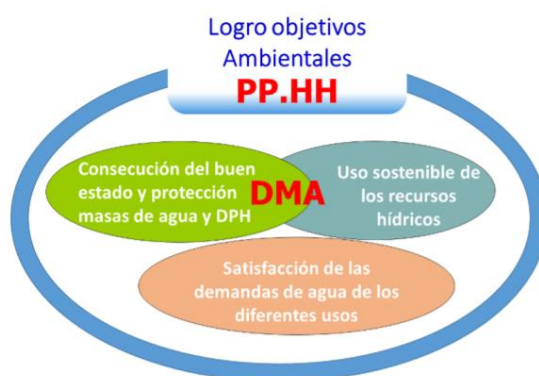 Logro objetivos
Ambientales
PP.HH
Consecución del buen
estado y protección
masas de agua y DPH
DMA
Uso sostenible de
los recursos
hídricos
Satisfacción de las
demandas de agua de los
diferentes usos